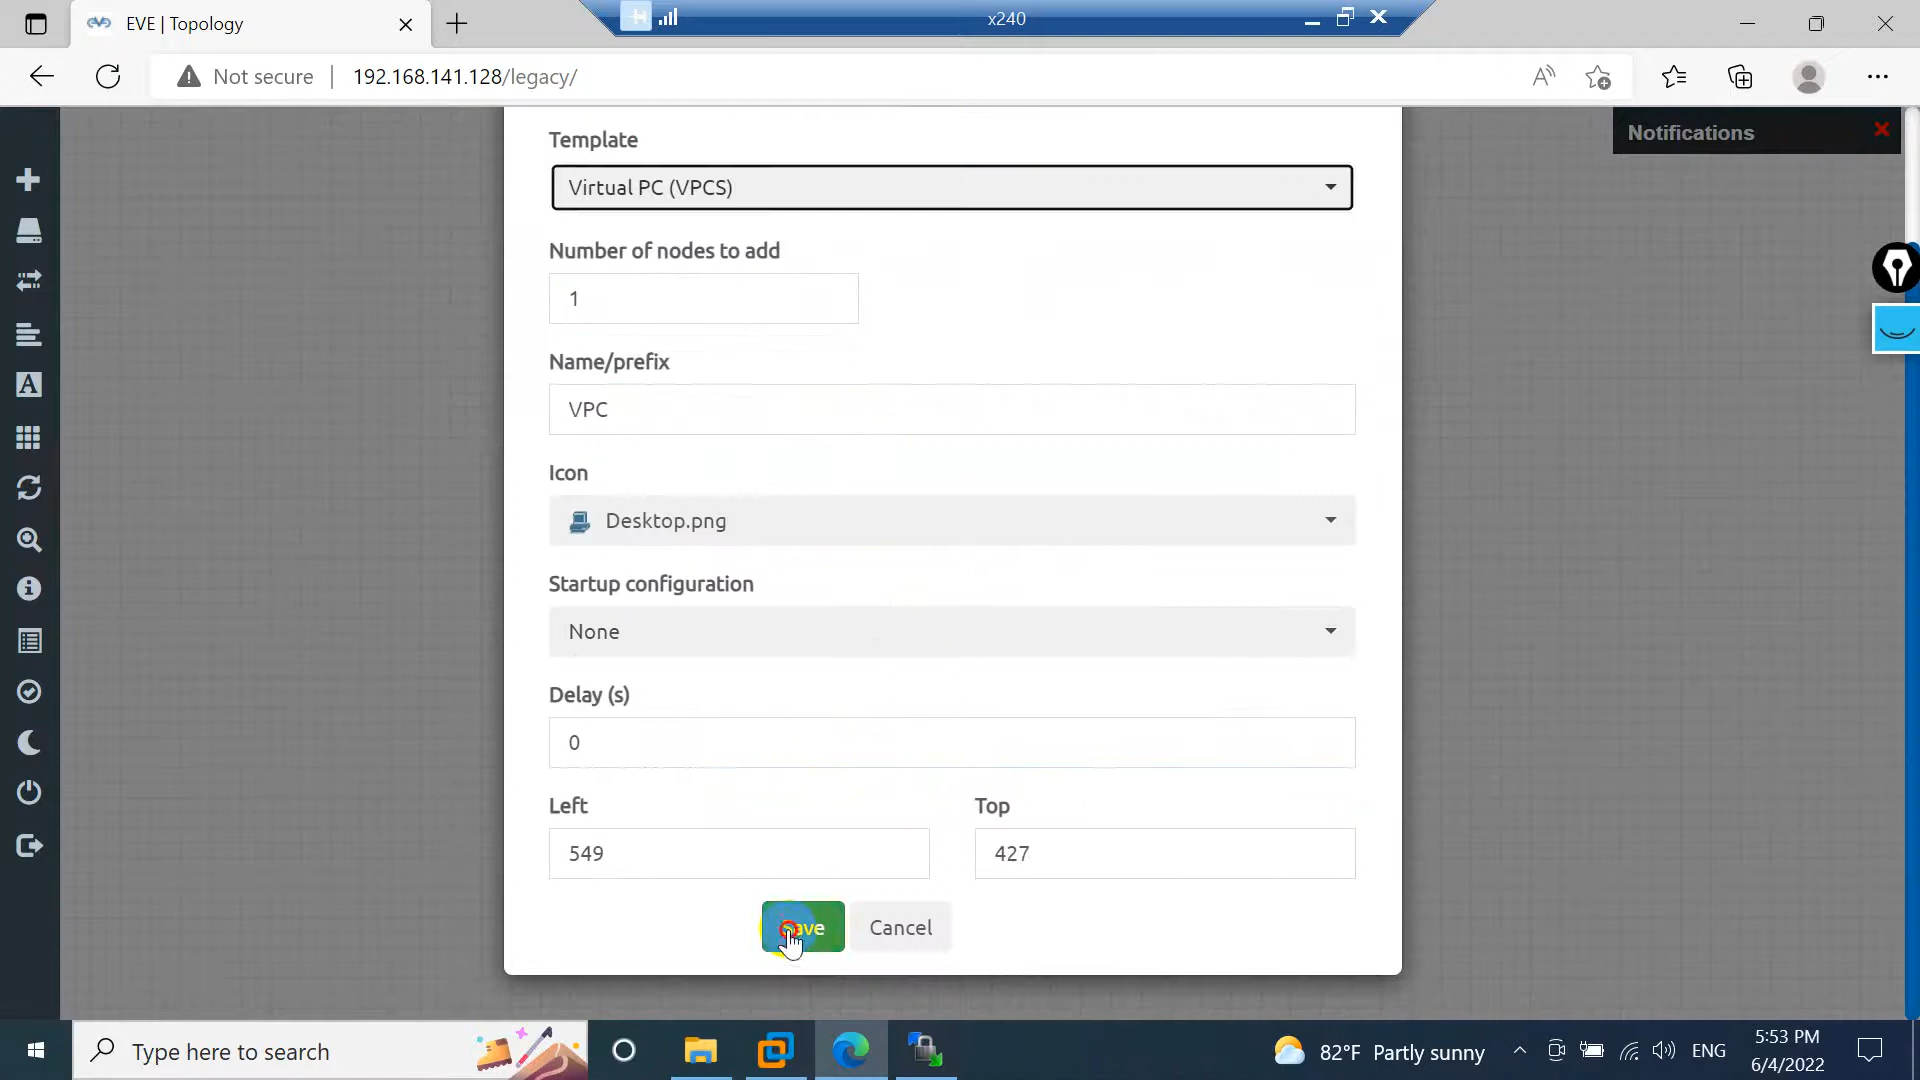 EVE | Topology
x240
Not secure
192.168.141.128/legacy/
Notifications
Template
Virtual PC (VPCS)
Number of nodes to add
1
Name/prefix
VPC
Icon
Desktop.png
Startup configuration
None
Delay (s)
0
Left
Top
549
427
Save
Cancel
Type here to search
82°F Partly sunny
ENG
5:53 PM
6/4/2022